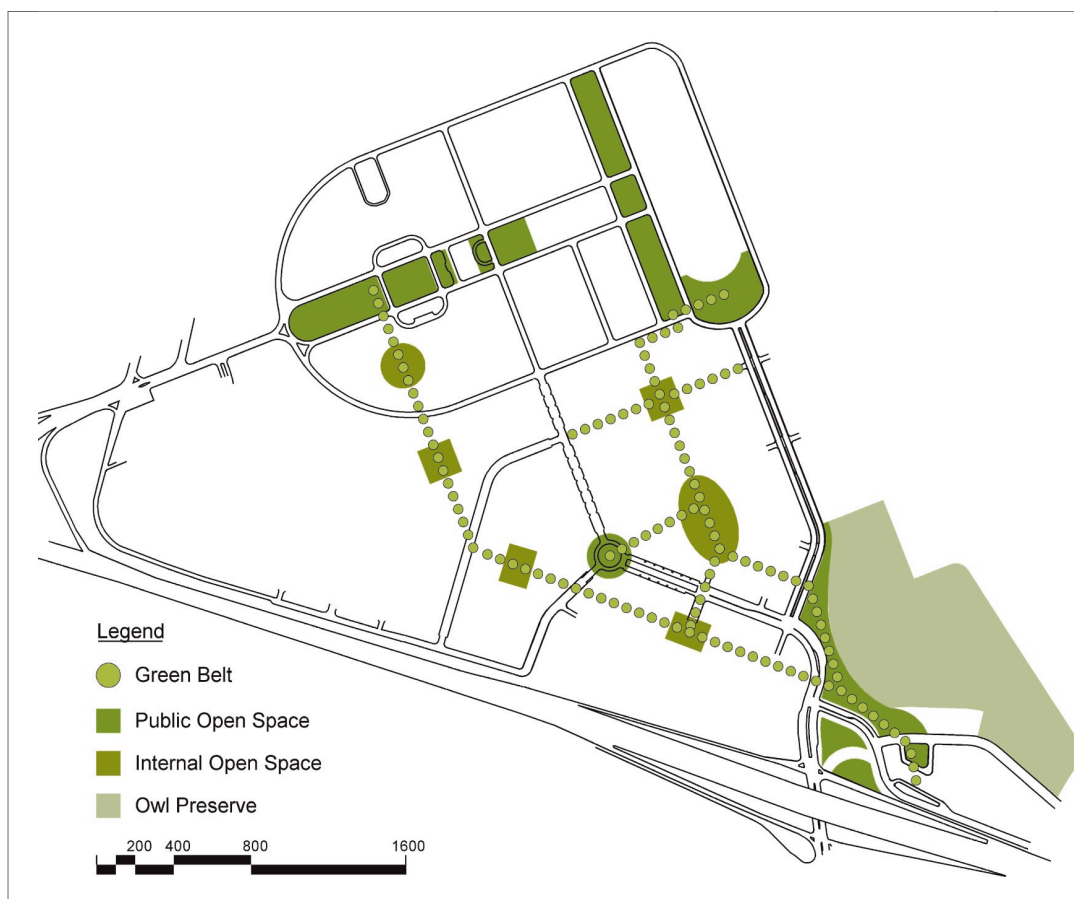 Legend
Green Belt
Public Open Space
Internal Open Space
Owl Preserve
200 400 800 1600